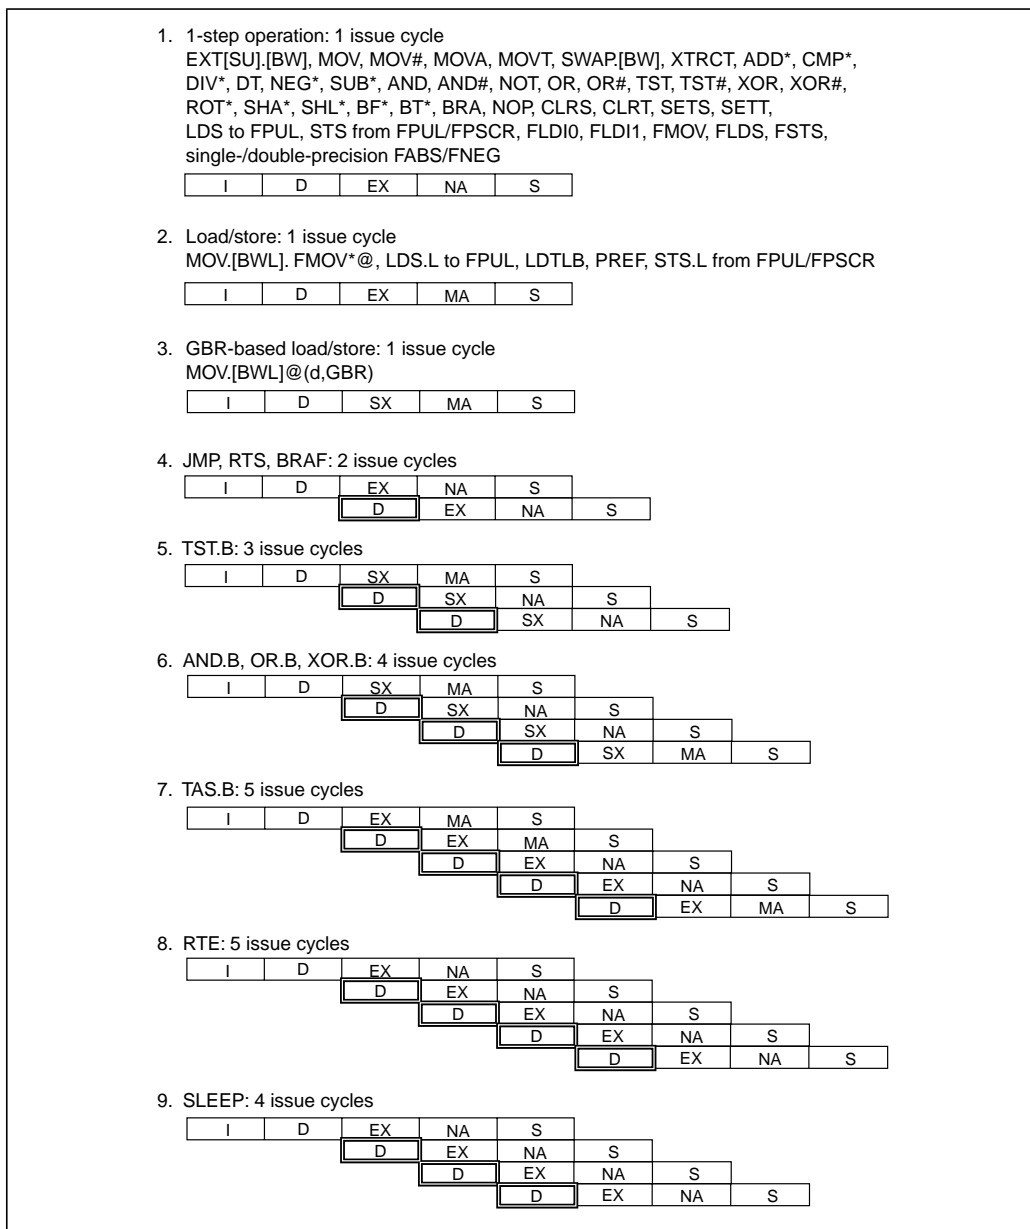 1. 1-step operation: 1 issue cycle
EXT[SU].[BW], MOV, MOV#, MOVA, MOVT, SWAP.[BW], XTRCT, ADD*, CMP*,
DIV*, DT, NEG*, SUB*, AND, AND#, NOT, OR, OR#, TST, TST#, XOR, XOR#,
ROT*, SHA*, SHL*, BF*, BT*, BRA, NOP, CLRS, CLRT, SETS, SETT,
LDS to FPUL, STS from FPUL/FPSCR, FLDI0, FLDI1, FMOV, FLDS, FSTS,
single-/double-precision FABS/FNEG
I D EX NA S
2. Load/store: 1 issue cycle
MOV.[BWL]. FMOV*@, LDS.L to FPUL, LDTLB, PREF, STS.L from FPUL/FPSCR
I D EX MA S
3. GBR-based load/store: 1 issue cycle
MOV.[BWL]@(d,GBR)
I D SX MA S
4. JMP, RTS, BRAF: 2 issue cycles
I D EX NA S
D EX NA S
5. TST.B: 3 issue cycles
I D SX MA S
D SX NA S
D SX NA S
6. AND.B, OR.B, XOR.B: 4 issue cycles
I D SX MA S
D SX NA S
D SX NA S
D SX MA S
7. TAS.B: 5 issue cycles
I D EX MA S
D EX MA S
D EX NA S
D EX NA S
D EX MA S
8. RTE: 5 issue cycles
I D EX NA S
D EX NA S
D EX NA S
D EX NA S
D EX NA S
9. SLEEP: 4 issue cycles
I D EX NA S
D EX NA S
D EX NA S
D EX NA S